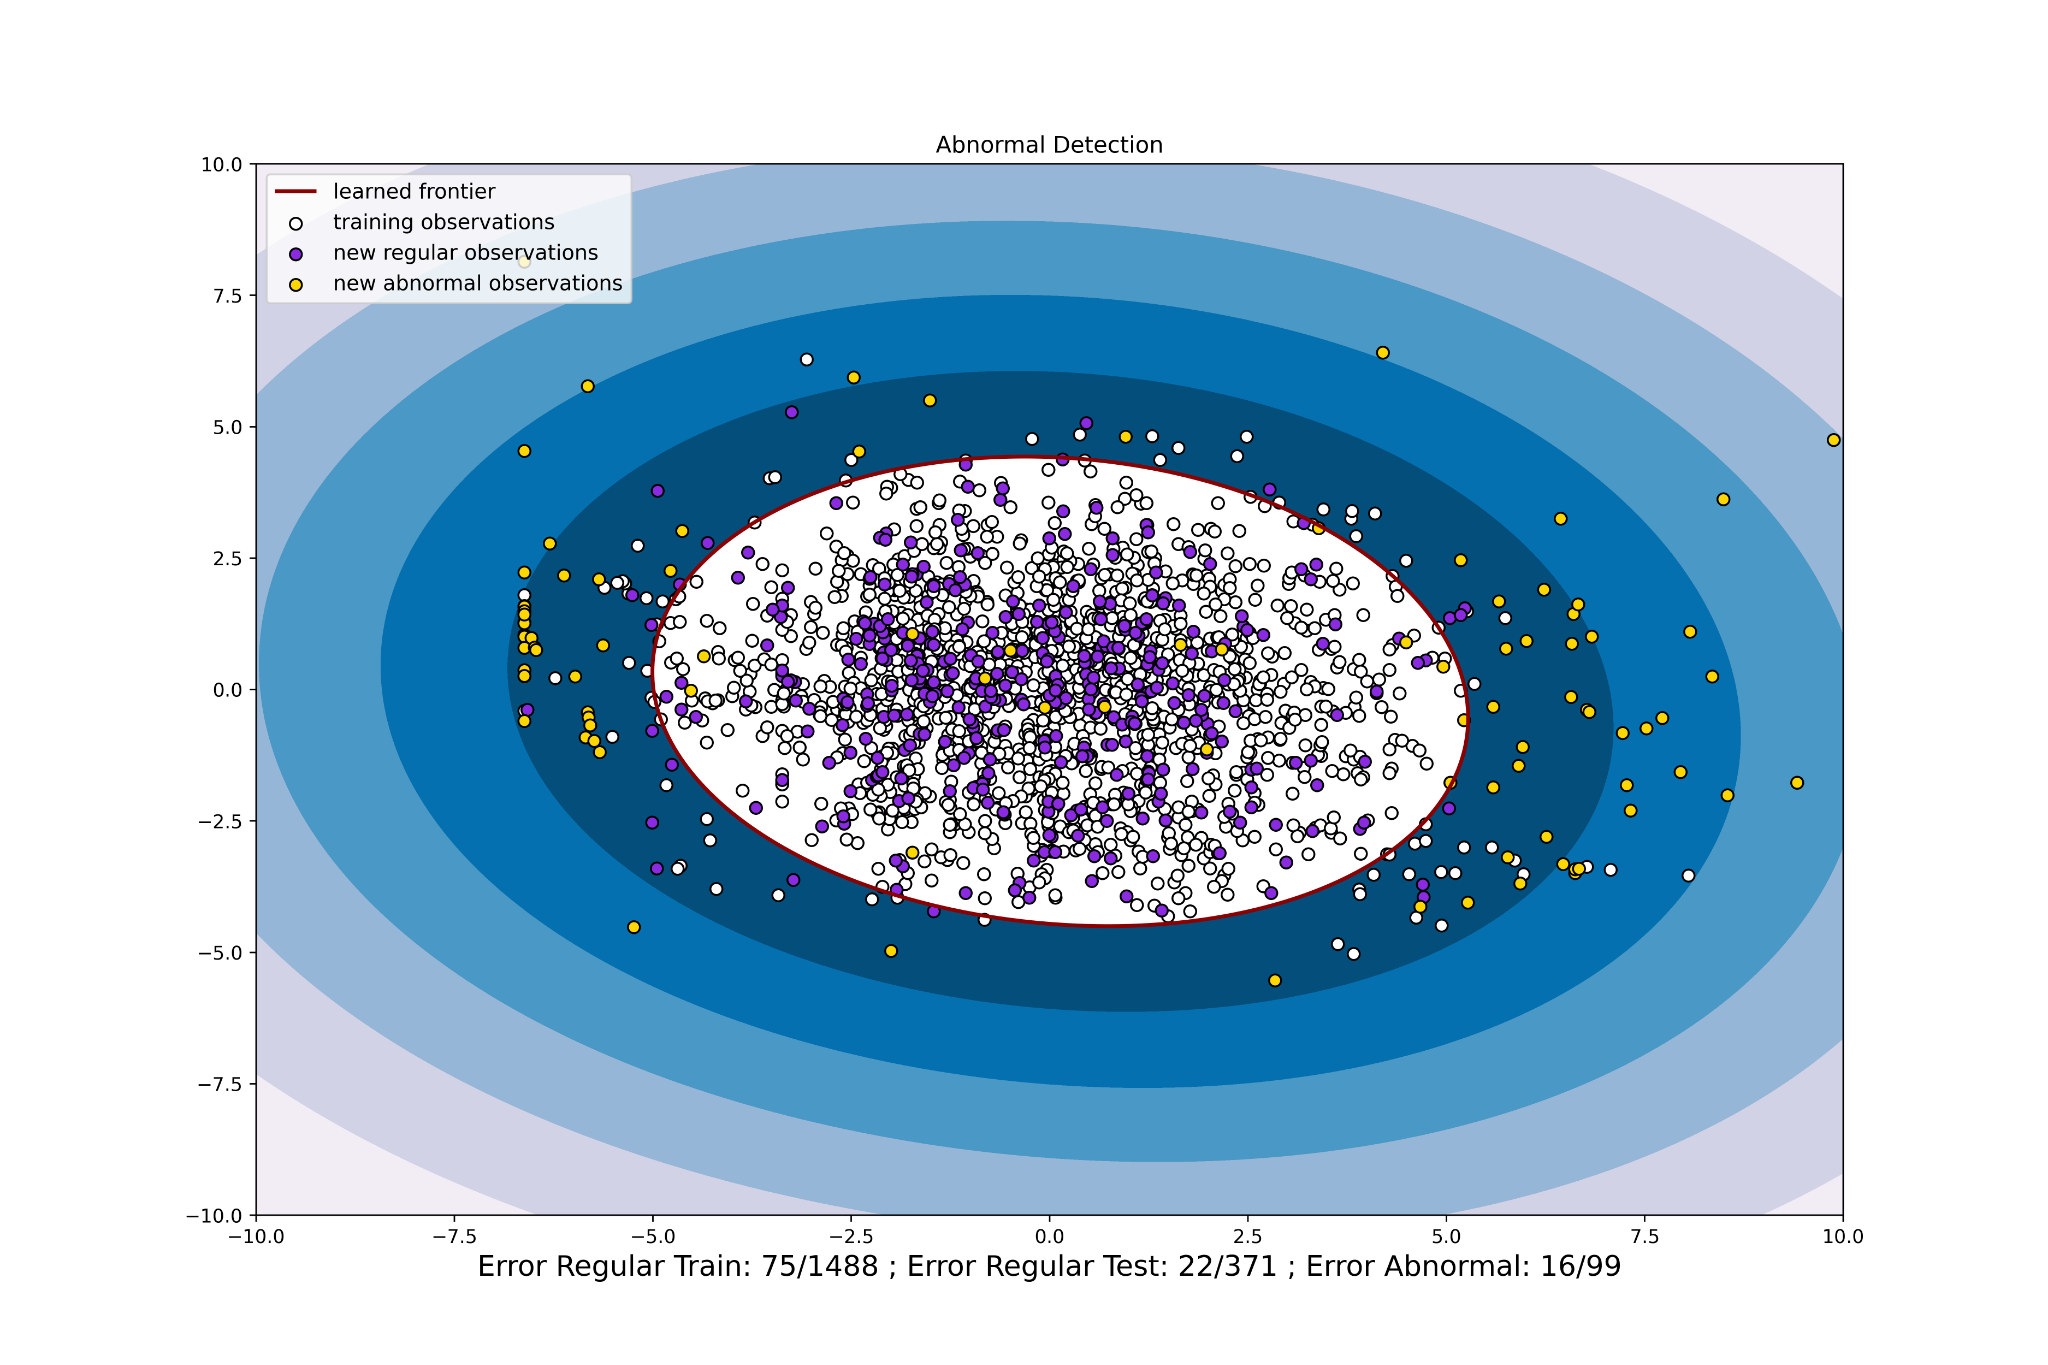 Abnormal Detection
learned frontier
training observations
new regular observations
new abnormal observations
10.0
7.5
5.0
2.5
0.0
−2.5
−5.0
−7.5
−10.0
−10.0 −7.5 −5.0 −2.5 0.0 2.5 5.0 7.5 10.0
Error Regular Train: 75/1488 ; Error Regular Test: 22/371 ; Error Abnormal: 16/99